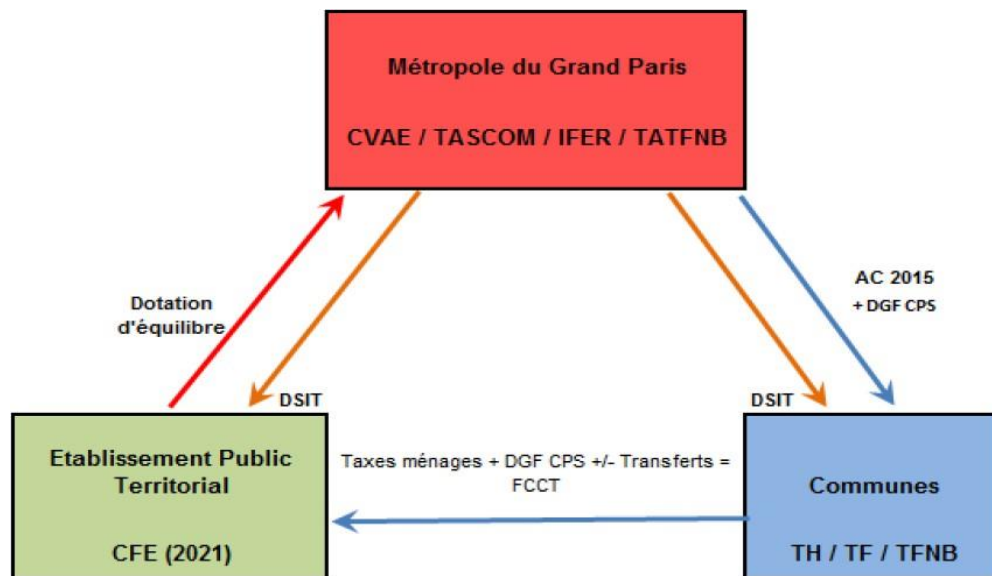 Métropole du Grand Paris
CVAE / TASCOM / IFER / TATFNB
Dotation
d'équilibre
AC 2015
+ DGF CPS
DSIT
DSIT
Etablissement Public
Territorial
CFE (2021)
Taxes ménages + DGF CPS +/- Transferts =
FCCT
Communes
TH / TF / TFNB